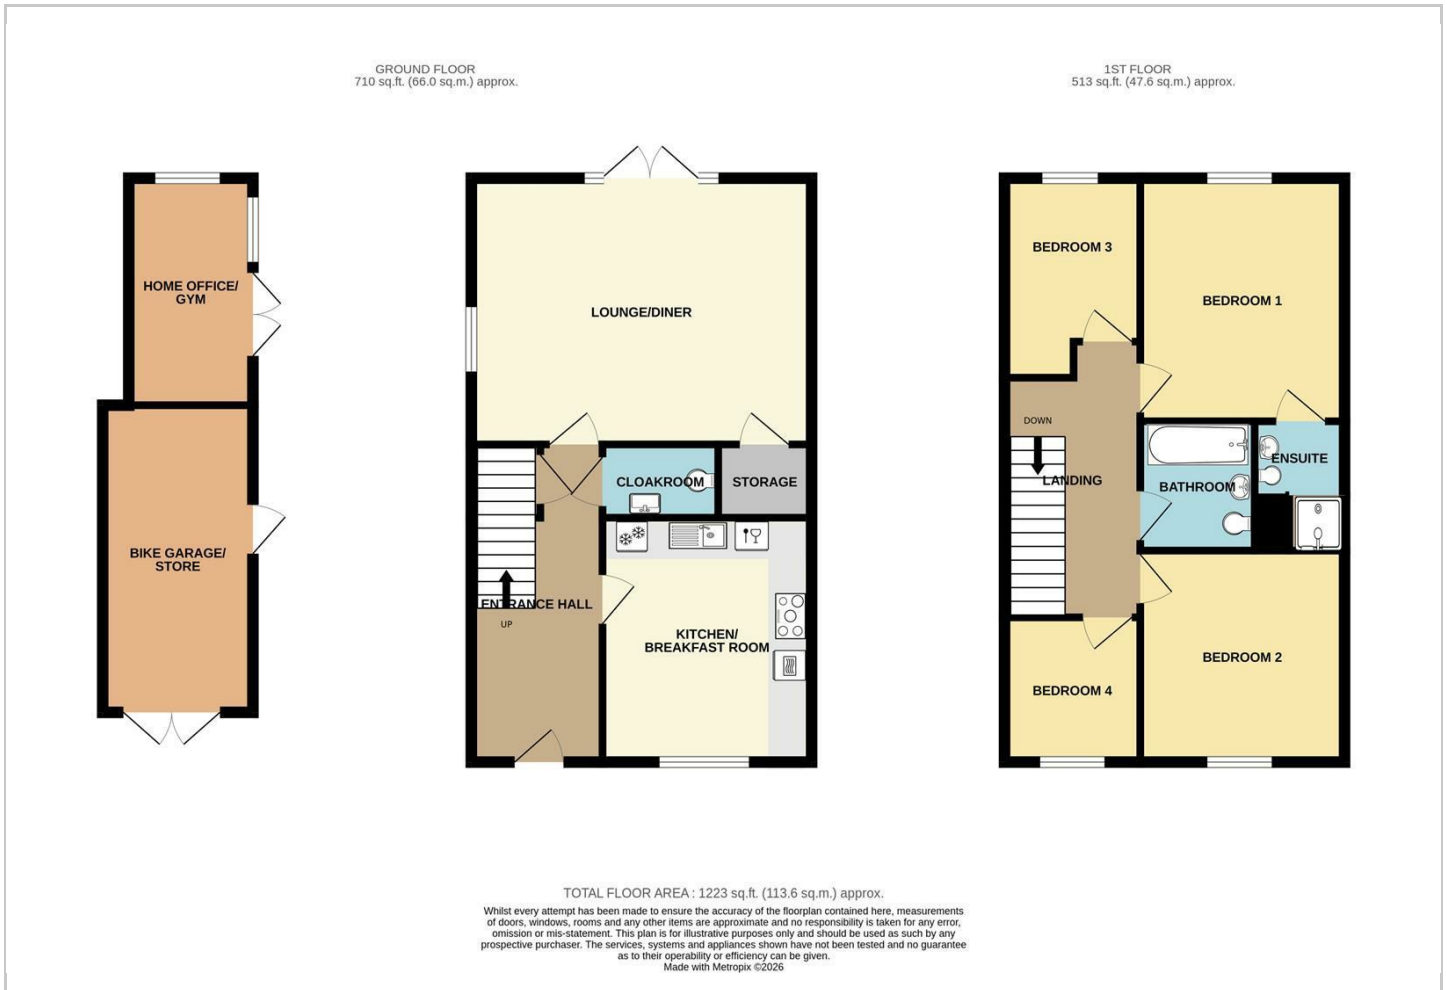 GROUND FLOOR
710 sq.ft. (66.0 sq.m.) approx.
1ST FLOOR
513 sq.ft. (47.6 sq.m.) approx.
HOME OFFICE/
GYM
BIKE GARAGE/
STORE
LOUNGE/DINER
CLOAKROOM
STORAGE
ENTRANCE HALL
UP
KITCHEN/
BREAKFAST ROOM
BEDROOM 3
BEDROOM 1
DOWN
LANDING
BATHROOM
ENSUITE
BEDROOM 2
BEDROOM 4
TOTAL FLOOR AREA : 1223 sq.ft. (113.6 sq.m.) approx.
Whilst every attempt has been made to ensure the accuracy of the floorplan contained here, measurements
of doors, windows, rooms and any other items are approximate and no responsibility is taken for any error,
omission or mis-statement. This plan is for illustrative purposes only and should be used as such by any
prospective purchaser. The services, systems and appliances shown have not been tested and no guarantee
as to their operability or efficiency can be given.
Made with Metropix ©2026